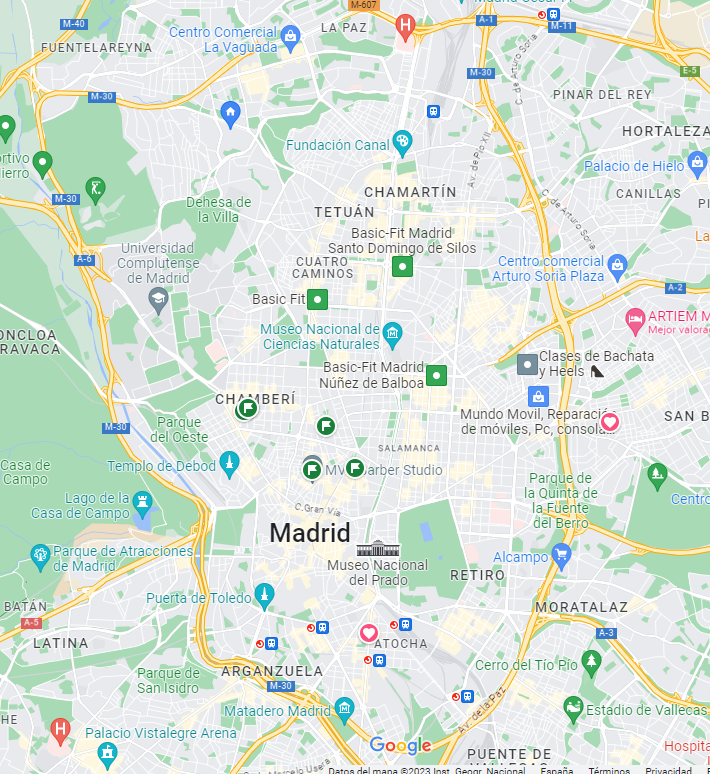 M-607
M-40
Madrid
A-1
M-11
LA PAZ
FUENTELAREYNA
Centro Comercial
La Vaguada
M-30
E-5
C. de Arturo Soria
M-30
PINAR DEL REY
HORTALEZA
Fundación Canal
Av. de Pío XII
Palacio de Hielo
CHAMARTÍN
CANILLAS
M-30
Dehesa de
la Villa
TETUÁN
C. de Arturo Soria
Basic-Fit Madrid
Santo Domingo de Silos
Universidad
Complutense
de Madrid
A-6
CUATRO
CAMINOS
Centro comercial
Arturo Soria Plaza
A-2
Basic Fit
ARTIEM M
Mejor valora
Museo Nacional de
Ciencias Naturales
ONCLOA
RAVACA
Clases de Bachata
y Heels
Basic-Fit Madrid
Núñez de Balboa
CHAMBERÍ
Mundo Movil, Reparació
de móviles, Pc, consola...
SAN B
M-30
Parque
del Oeste
SALAMANCA
Casa de
Campo
Templo de Debod
MV Barber Studio
Parque de
la Quinta de
la Fuente
del Berro
Centro
Lago de la
Casa de Campo
C. Gran Vía
Madrid
Parque de Atracciones
de Madrid
Museo Nacional
del Prado
Alcampo
RETIRO
BATÁN
Puerta de Toledo
MORATALAZ
A-5
A-3
LATINA
ATOCHA
Parque de
San Isidro
ARGANZUELA
Cerro del Tío Pío
M-30
Av. de la Paz
Matadero Madrid
Estadio de Vallecas
CHE
Palacio Vistalegre Arena
Google
PUENTE DE
Hospita
Datos del mapa ©2023 Inst. Geogr. Nacional
España
Términos
Privacidad